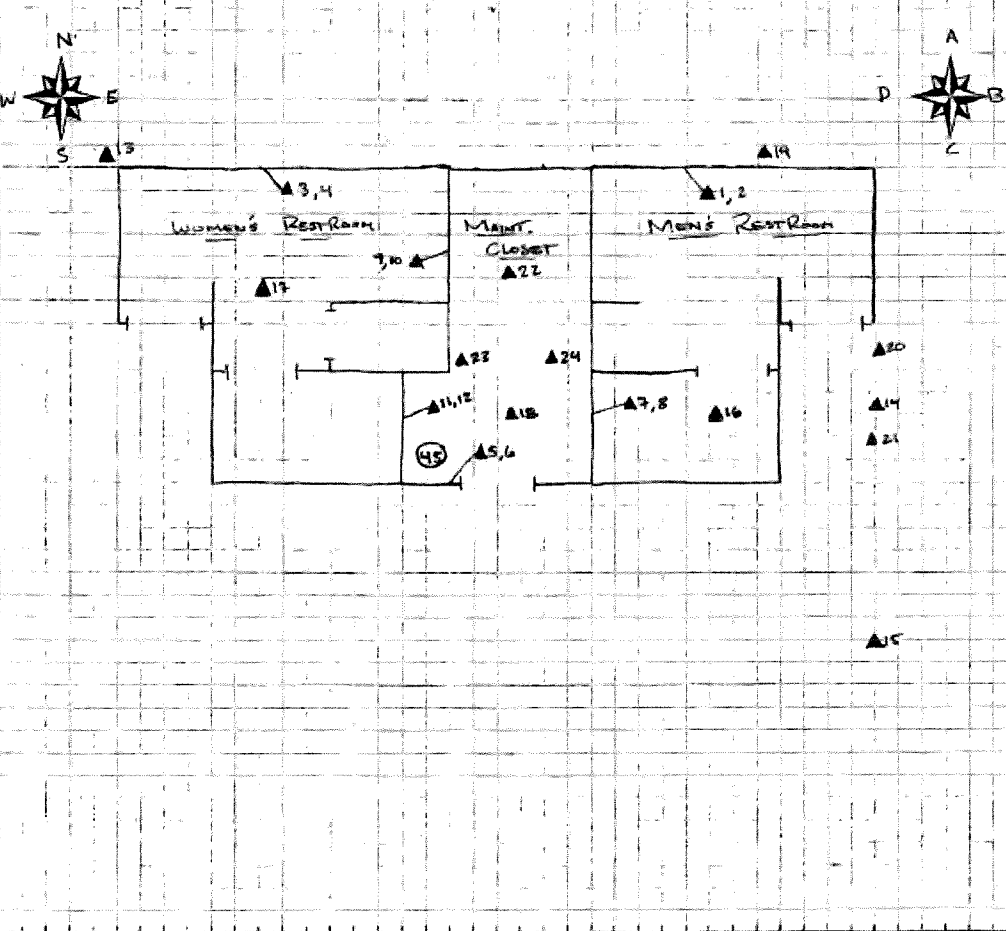 N
A
W E
D B
S
C
13
19
3,4
1,2
WOMEN'S RESTROOM
MAINT.
CLOSET
MEN'S RESTROOM
9,10
22
17
23
24
20
11,12
18
7,8
16
14
21
45
5,6
15